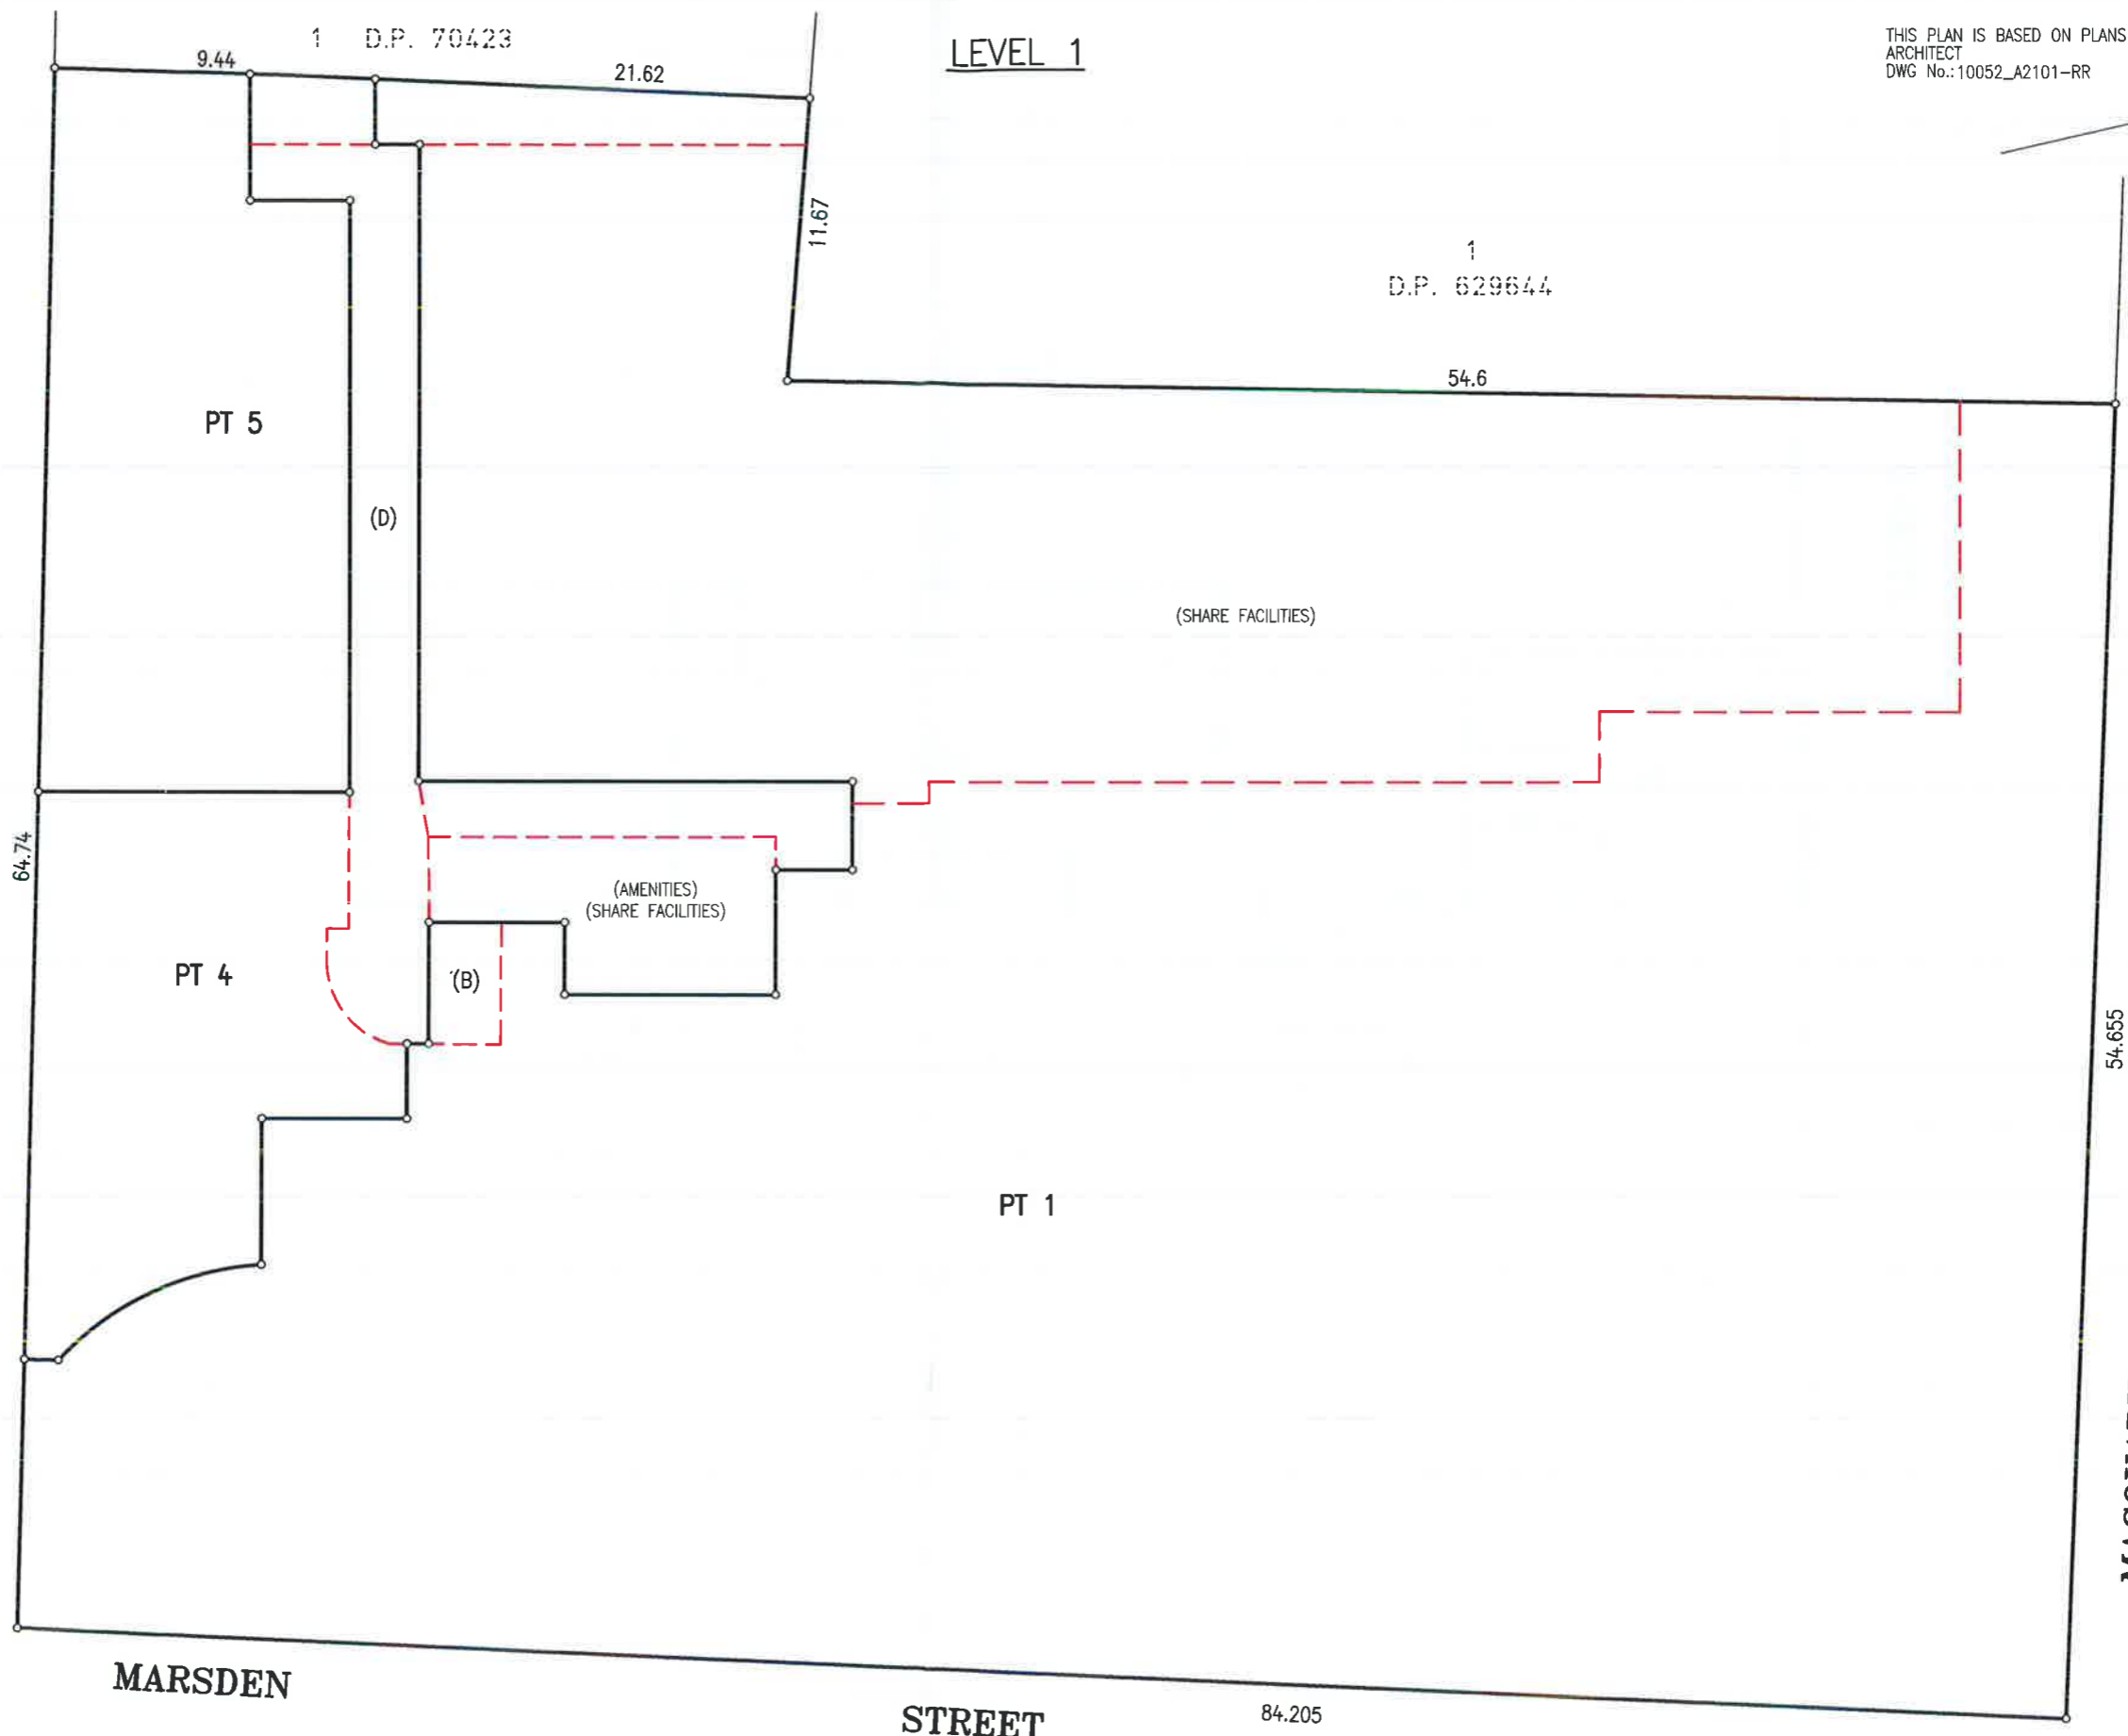 1 D.P. 70423
LEVEL 1
THIS PLAN IS BASED ON PLANS
ARCHITECT
DWG No.:10052_A2101-RR
9.44
21.62
11.67
1
D.P. 629644
54.6
PT 5
(D)
(SHARE FACILITIES)
64.74
(AMENITIES)
(SHARE FACILITIES)
PT 4
(B)
54.655
PT 1
MARSDEN
STREET
84.205